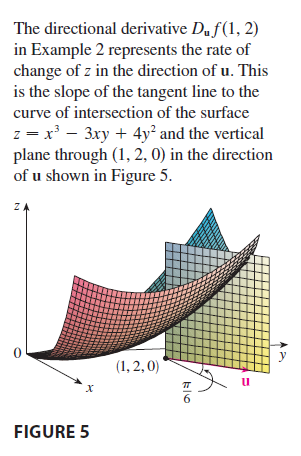 The directional derivative Duf(1, 2)
in Example 2 represents the rate of
change of z in the direction of u. This
is the slope of the tangent line to the
curve of intersection of the surface
z = x³ − 3xy + 4y² and the vertical
plane through (1, 2, 0) in the direction
of u shown in Figure 5.
z
0
(1, 2, 0)
x
π
6
u
y
FIGURE 5